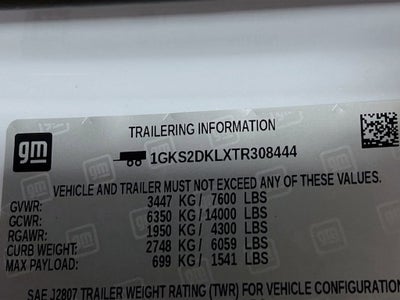 gm
TRAILERING INFORMATION
1GKS2DKLXTR308444
VEHICLE AND TRAILER MUST NOT EXCEED ANY OF THESE VALUES.
GVWR: 3447 KG/ 7600 LBS
GCWR: 6350 KG/ 14000 LBS
RGAWR: 1950 KG/ 4300 LBS
CURB WEIGHT: 2748 KG/ 6059 LBS
MAX PAYLOAD: 699 KG/ 1541 LBS
SAE J2807 TRAILER WEIGHT RATING (TWR) FOR VEHICLE CONFIGURATION